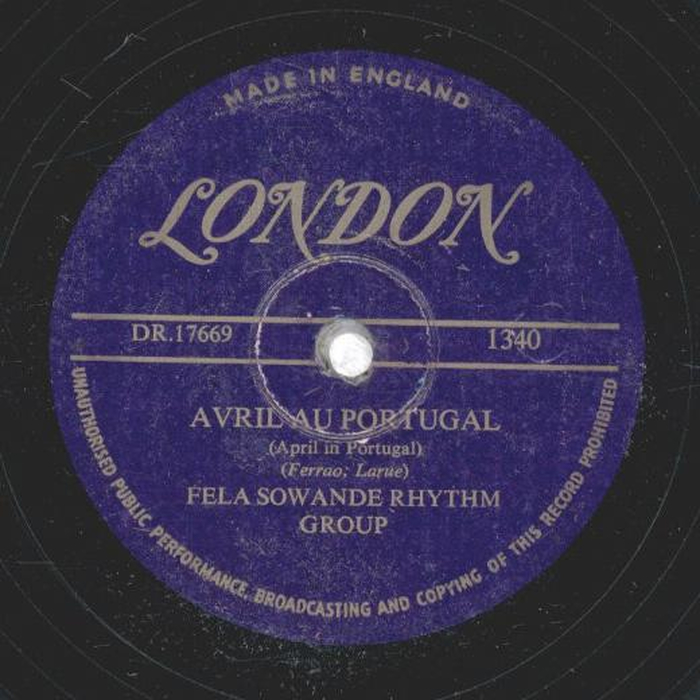 MADE IN ENGLAND
LONDON
DR.17669 1340
AVRIL AU PORTUGAL
(April in Portugal)
(Ferrao; Larue)
FELA SOWANDE RHYTHM
GROUP
UNAUTHORISED PUBLIC PERFORMANCE BROADCASTING AND COPYING OF THIS RECORD PROHIBITED